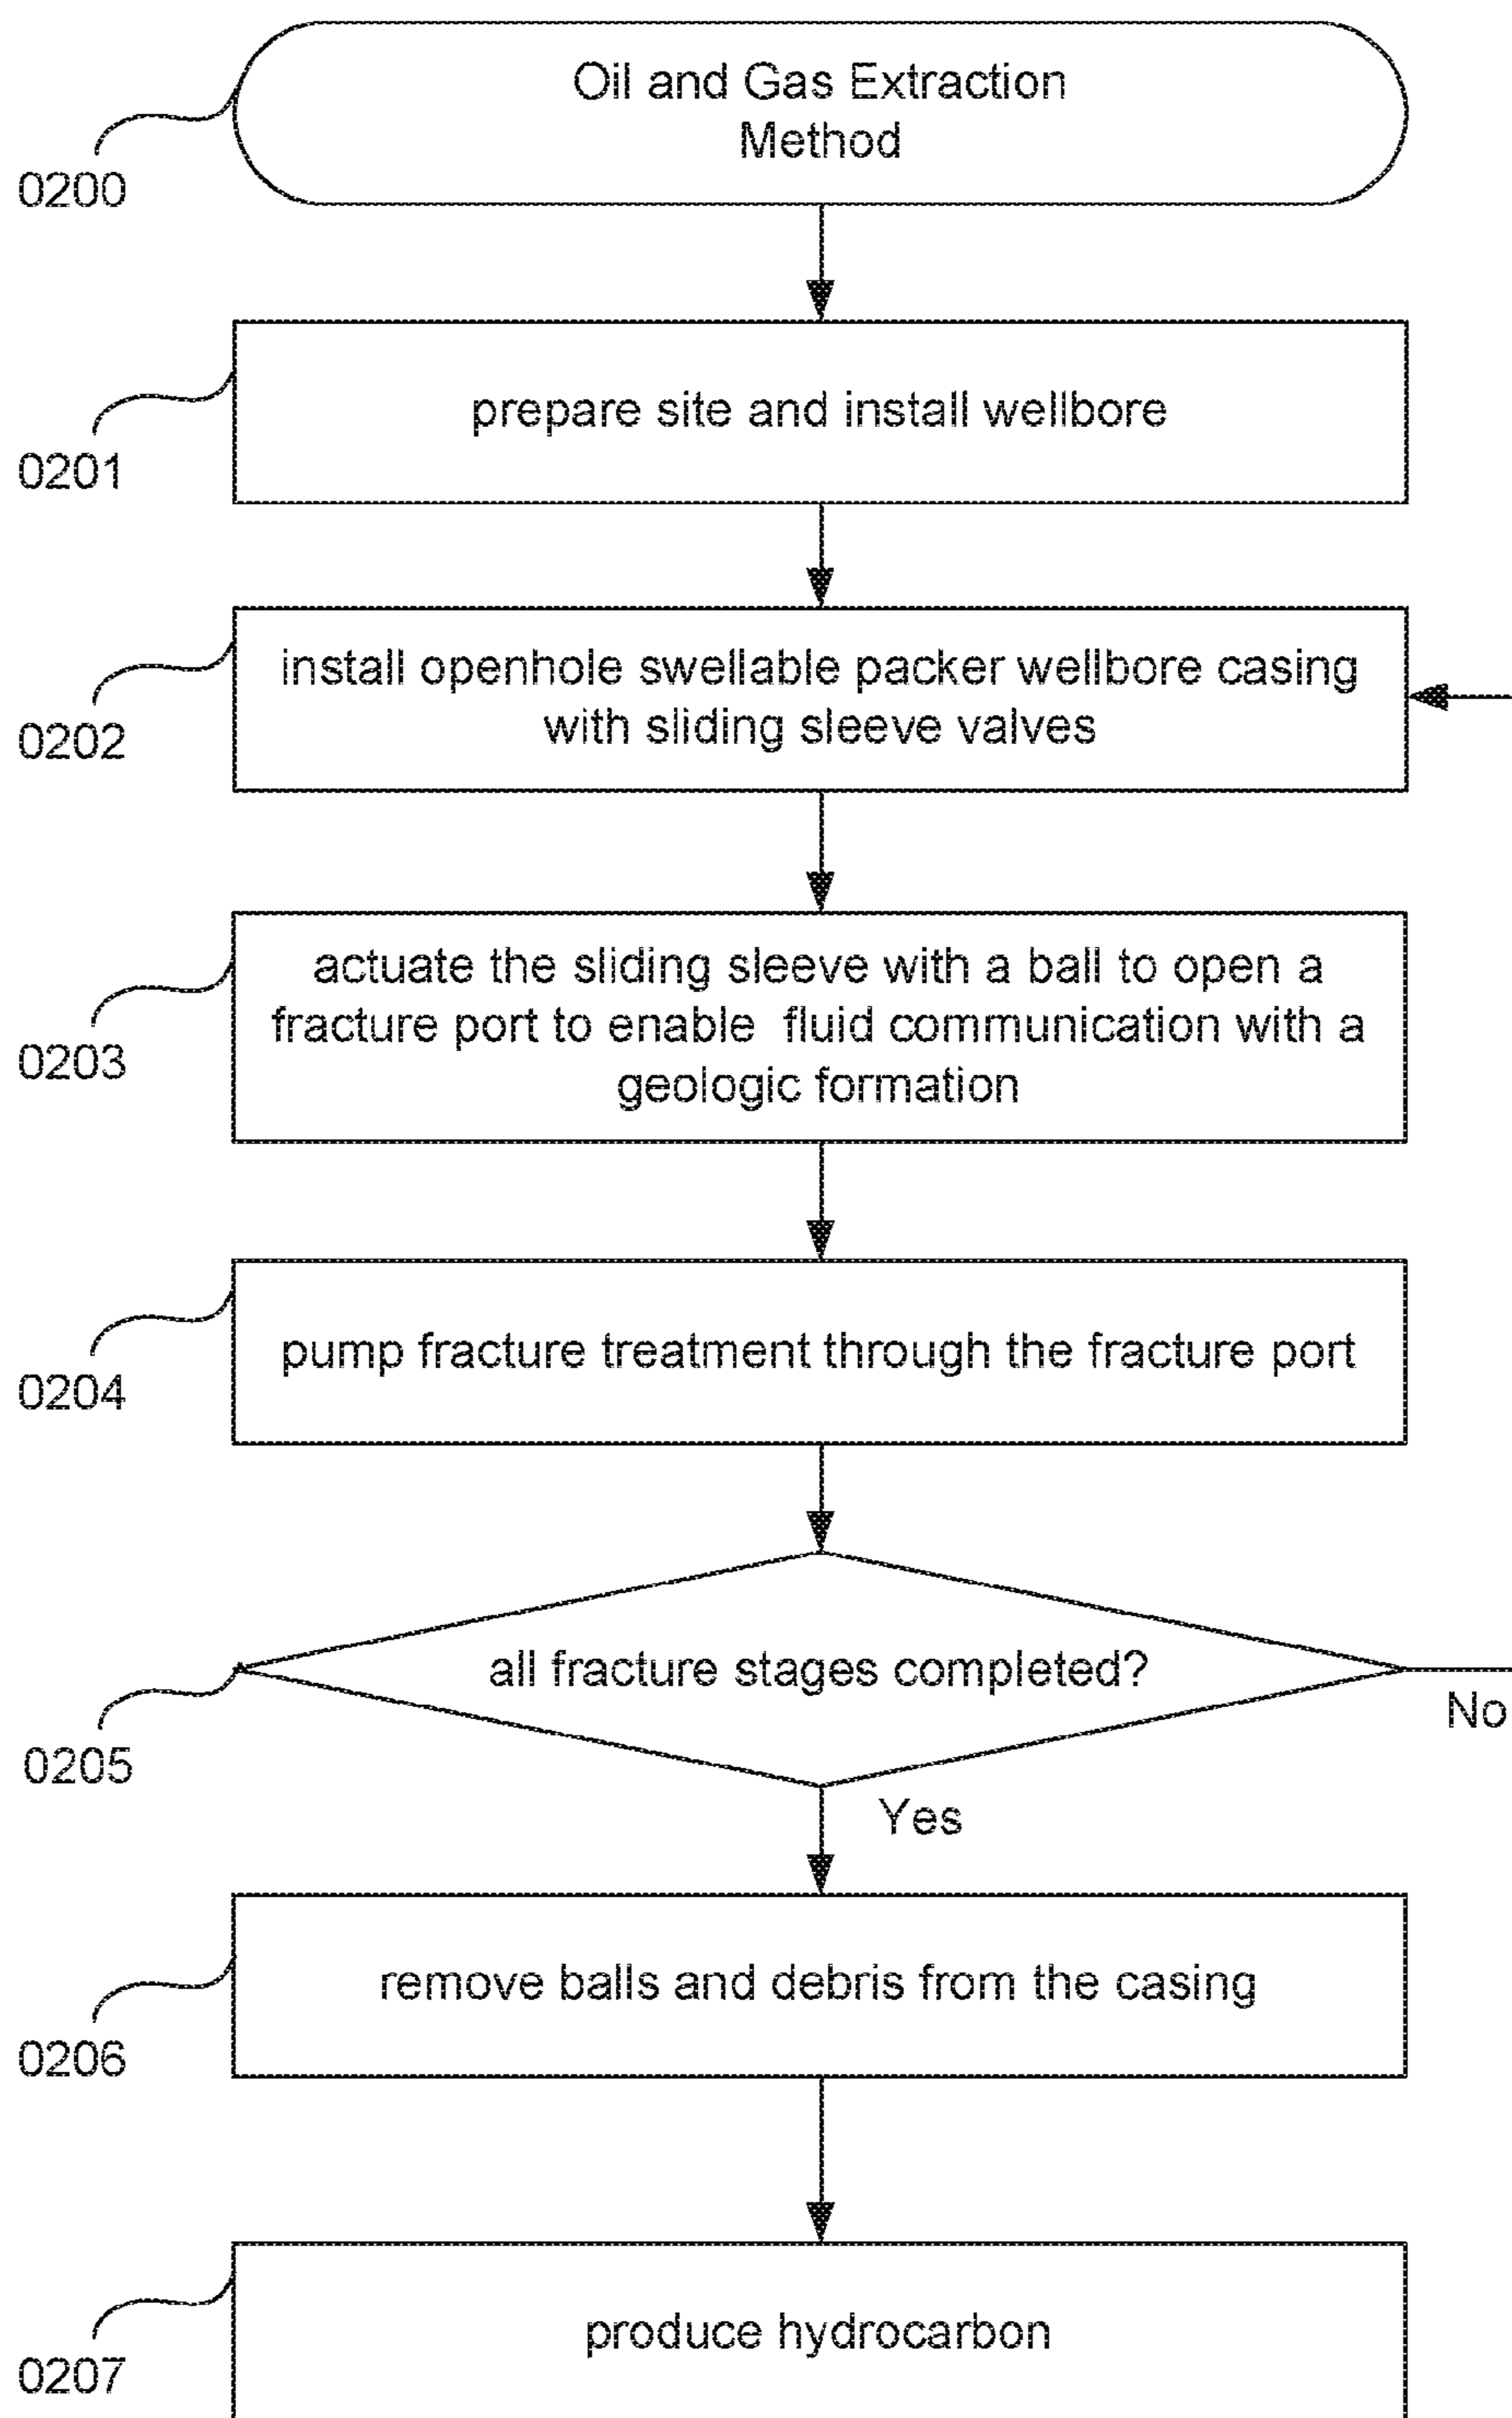 Oil and Gas Extraction
Method
0200
prepare site and install wellbore
0201
install openhole swellable packer wellbore casing
with sliding sleeve valves
0202
actuate the sliding sleeve with a ball to open a
fracture port to enable fluid communication with a
geologic formation
0203
pump fracture treatment through the fracture port
0204
all fracture stages completed?
No
0205
Yes
remove balls and debris from the casing
0206
produce hydrocarbon
0207